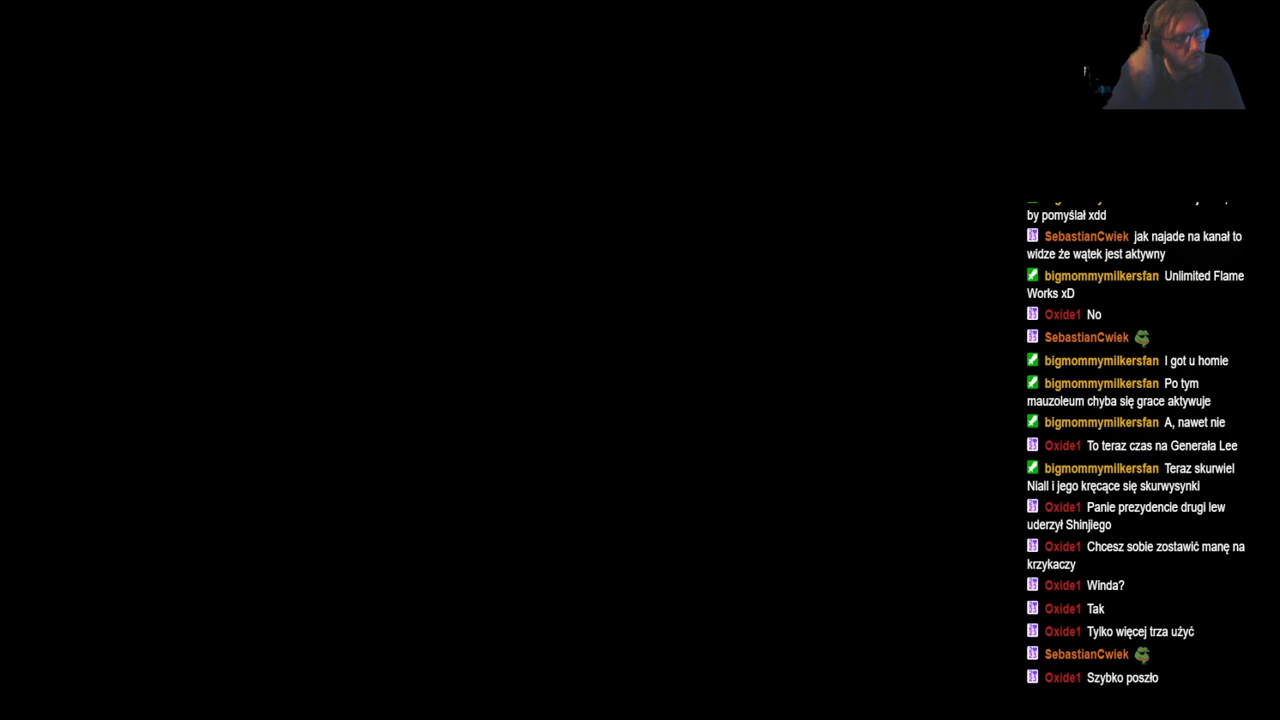 by pomyślał xdd
SebastianCwiek jak najade na kanał to
widze że wątek jest aktywny
bigmommymilkersfan Unlimited Flame
Works xD
Oxide1 No
SebastianCwiek
bigmommymilkersfan I got u homie
bigmommymilkersfan Po tym
mauzoleum chyba się grace aktywuje
bigmommymilkersfan A, nawet nie
Oxide1 To teraz czas na Generała Lee
bigmommymilkersfan Teraz skurwiel
Niall i jego kręcące się skurwysynki
Oxide1 Panie prezydencie drugi lew
uderzył Shinjiego
Oxide1 Chcesz sobie zostawić manę na
krzykaczy
Oxide1 Winda?
Oxide1 Tak
Oxide1 Tylko więcej trza użyć
SebastianCwiek
Oxide1 Szybko poszło